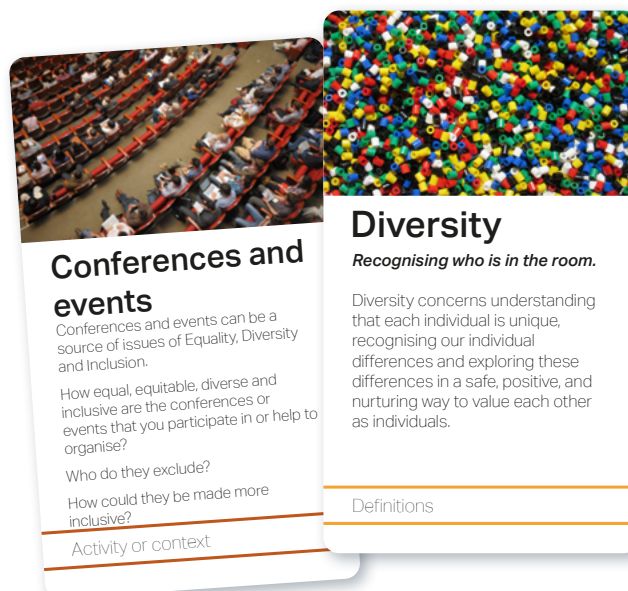 Conferences and
events
Conferences and events can be a
source of issues of Equality, Diversity
and Inclusion.
How equal, equitable, diverse and
inclusive are the conferences or
events that you participate in or help to
organise?
Who do they exclude?
How could they be made more
inclusive?
Activity or context
Diversity
Recognising who is in the room.
Diversity concerns understanding
that each individual is unique,
recognising our individual
differences and exploring these
differences in a safe, positive, and
nurturing way to value each other
as individuals.
Definitions